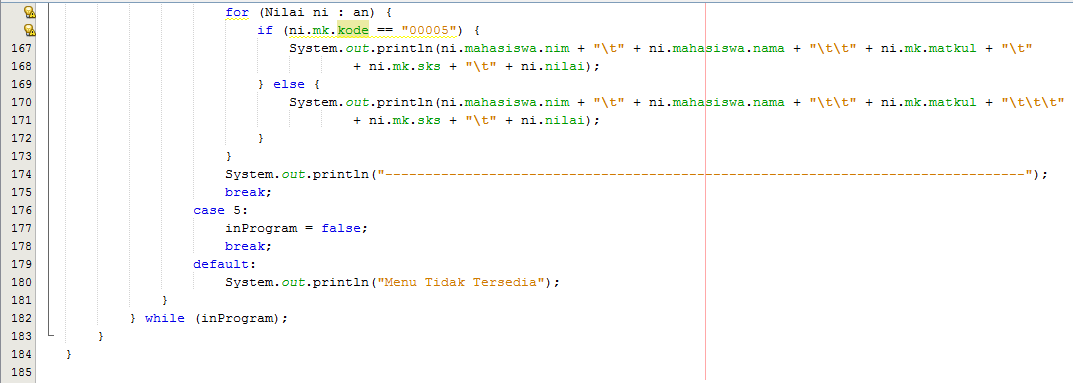 for (Nilai ni : an) {
if (ni.mk.kode == "00005") {
167 System.out.println(ni.mahasiswa.nim + "\t" + ni.mahasiswa.nama + "\t\t" + ni.mk.matkul + "\t"
168 + ni.mk.sks + "\t" + ni.nilai);
169 } else {
170 System.out.println(ni.mahasiswa.nim + "\t" + ni.mahasiswa.nama + "\t\t" + ni.mk.matkul + "\t\t\t"
171 + ni.mk.sks + "\t" + ni.nilai);
172 }
173 }
174 System.out.println("--------------------------------------------------------------------------------");
175 break;
176 case 5:
177 inProgram = false;
178 break;
179 default:
180 System.out.println("Menu Tidak Tersedia");
181 }
182 } while (inProgram);
183 }
184 }
185